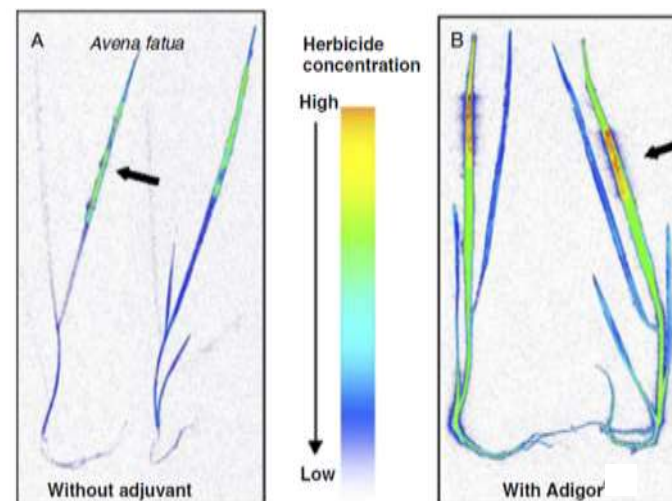 A
Avena fatua
Without adjuvant
Herbicide
concentration
High
Low
B
With Adigor